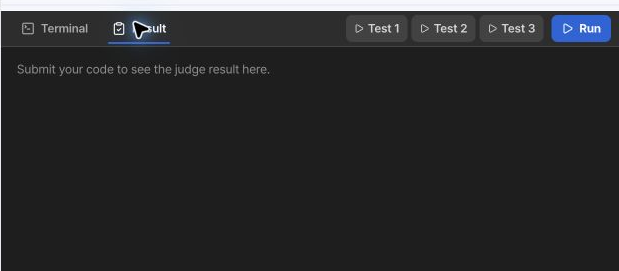 Terminal
Test 1
Test 2
Test 3
Run
Submit your code to see the judge result here.